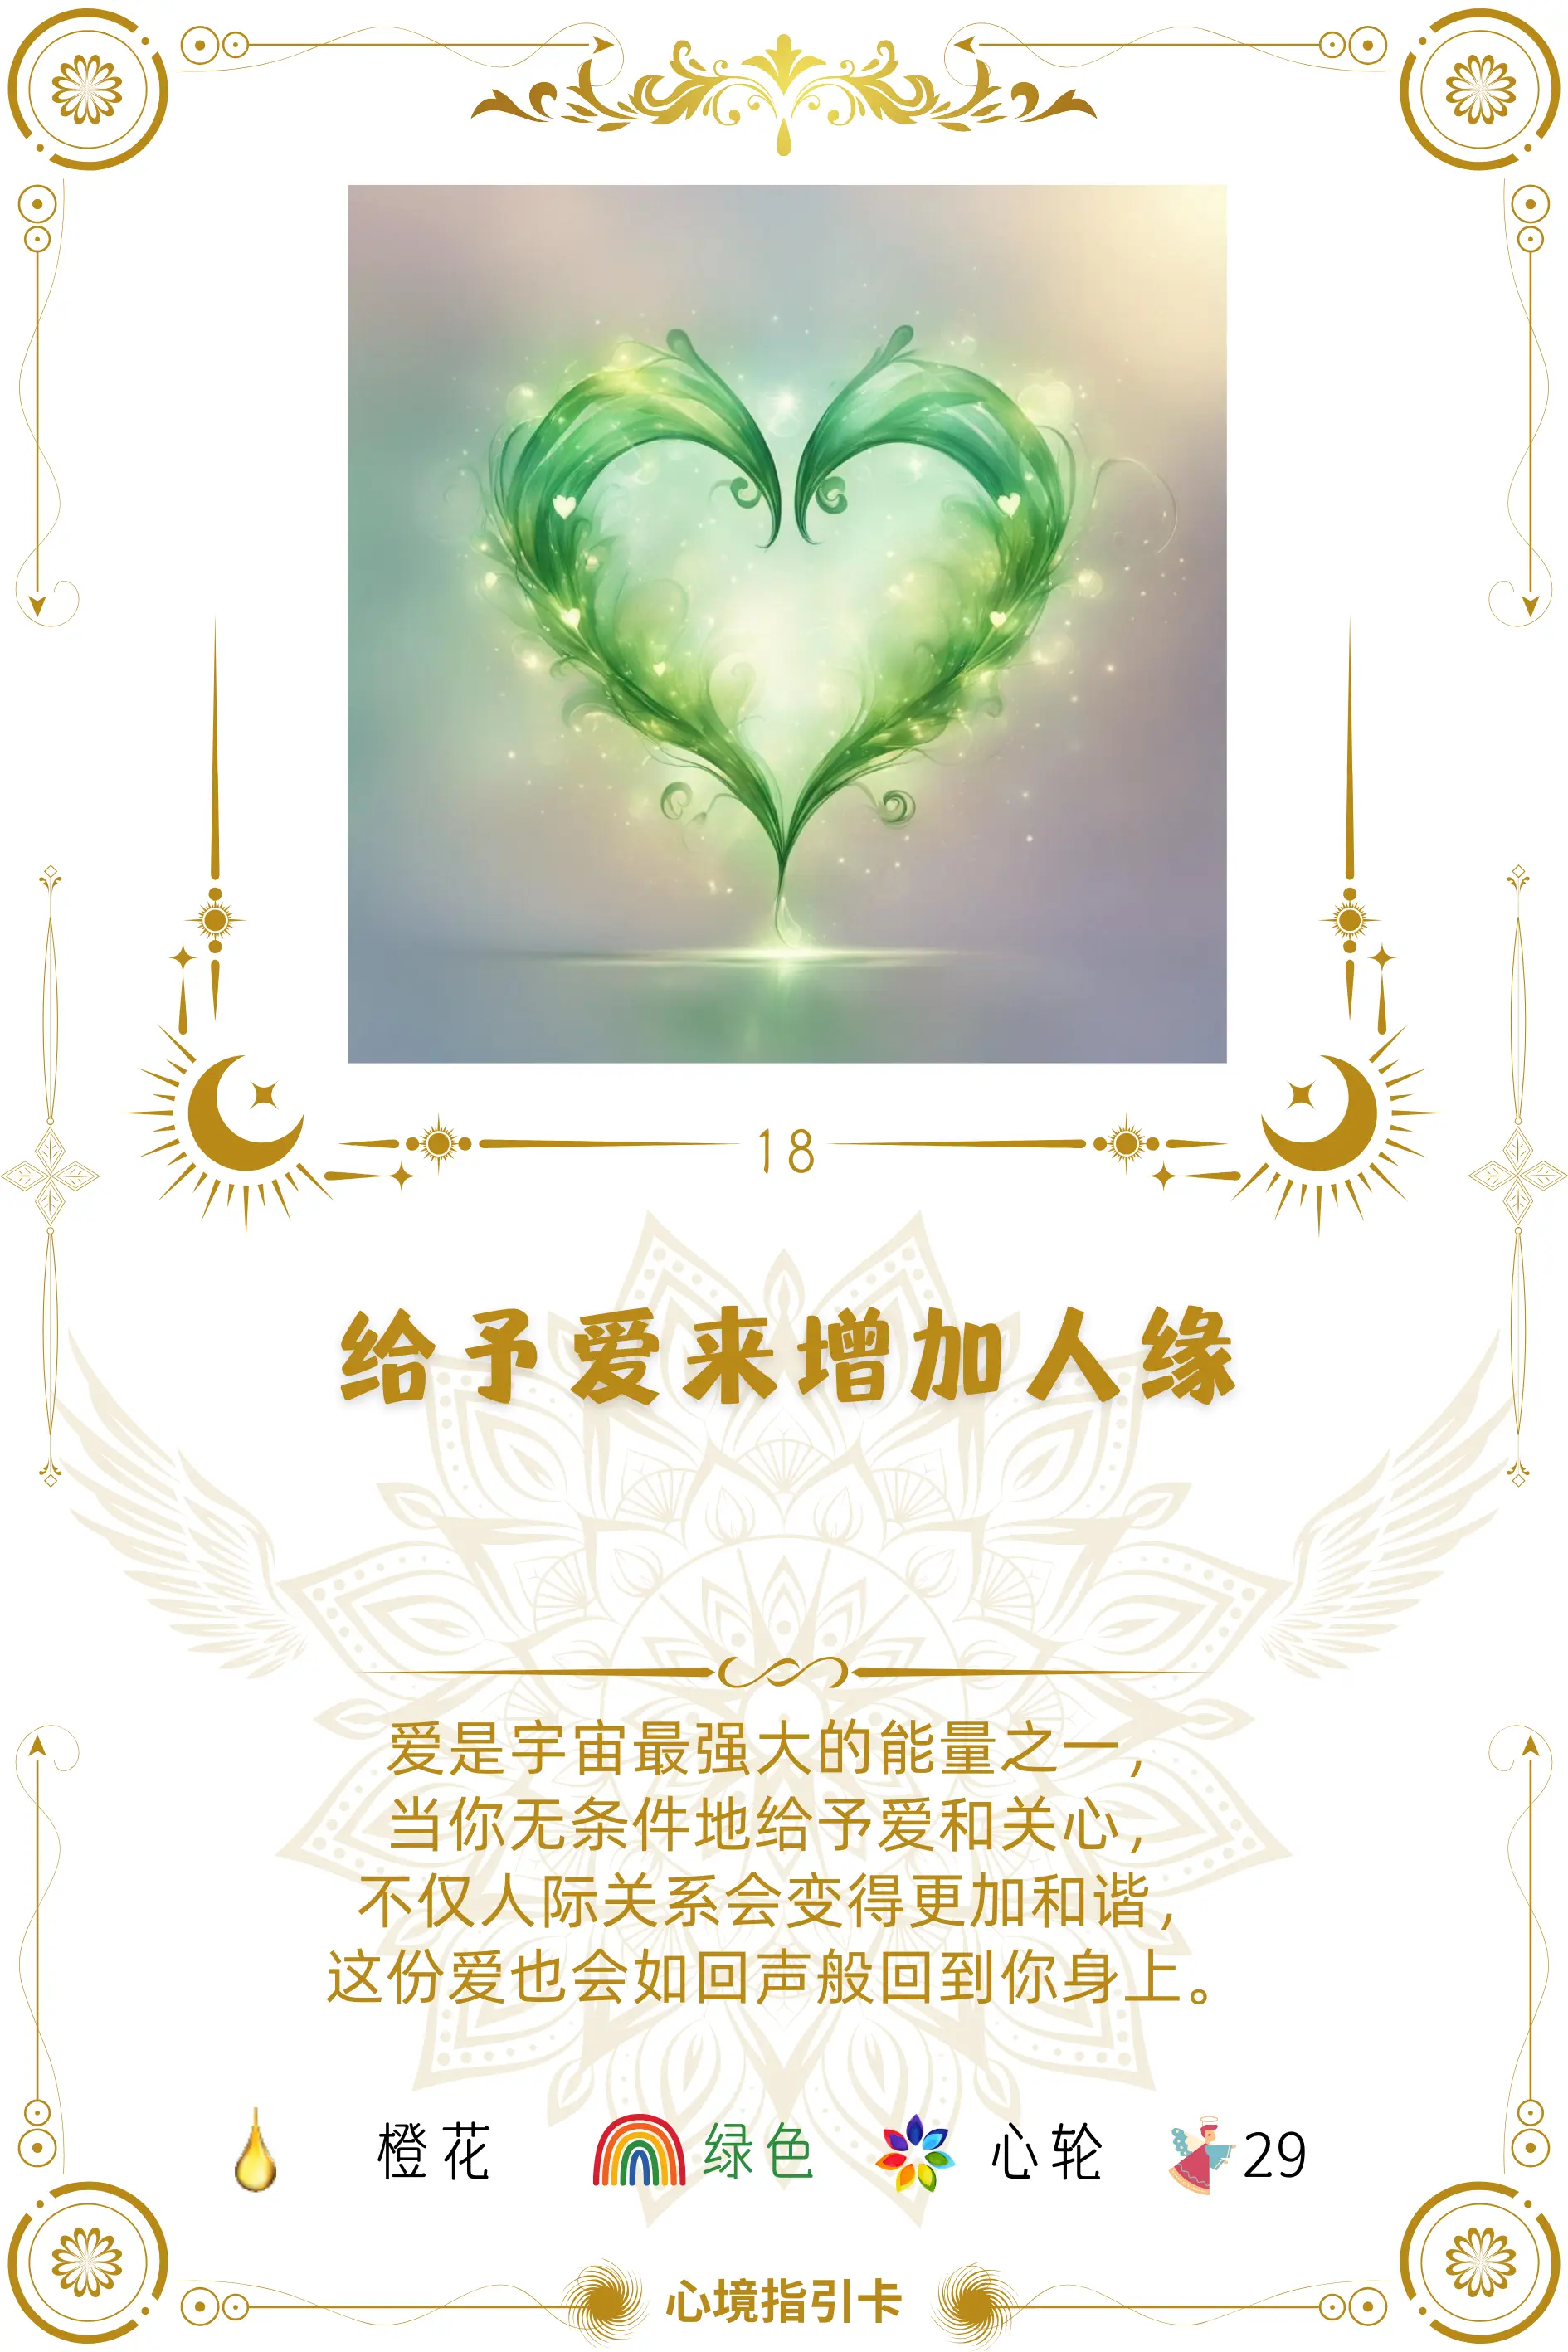 18
给予爱来增加人缘
爱是宇宙最强大的能量之一，
当你无条件地给予爱和关心，
不仅人际关系会变得更加和谐，
这份爱也会如回声般回到你身上。
橙花 绿色 心轮 29
心境指引卡